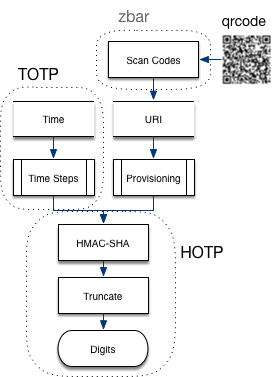 zbar
qrcode
Scan Codes
TOTP
Time
URI
Time Steps
Provisioning
HMAC-SHA
HOTP
Truncate
Digits